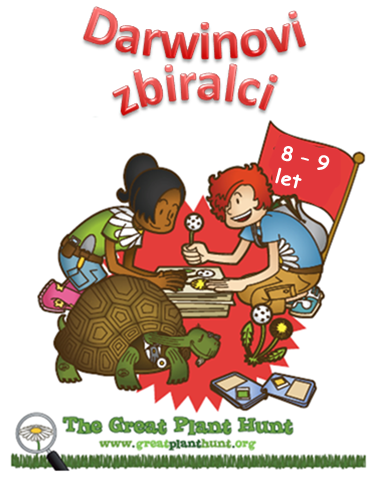 Darwinovi
zbiralci
8 - 9
let
The Great Plant Hunt
www.greatplanthunt.org